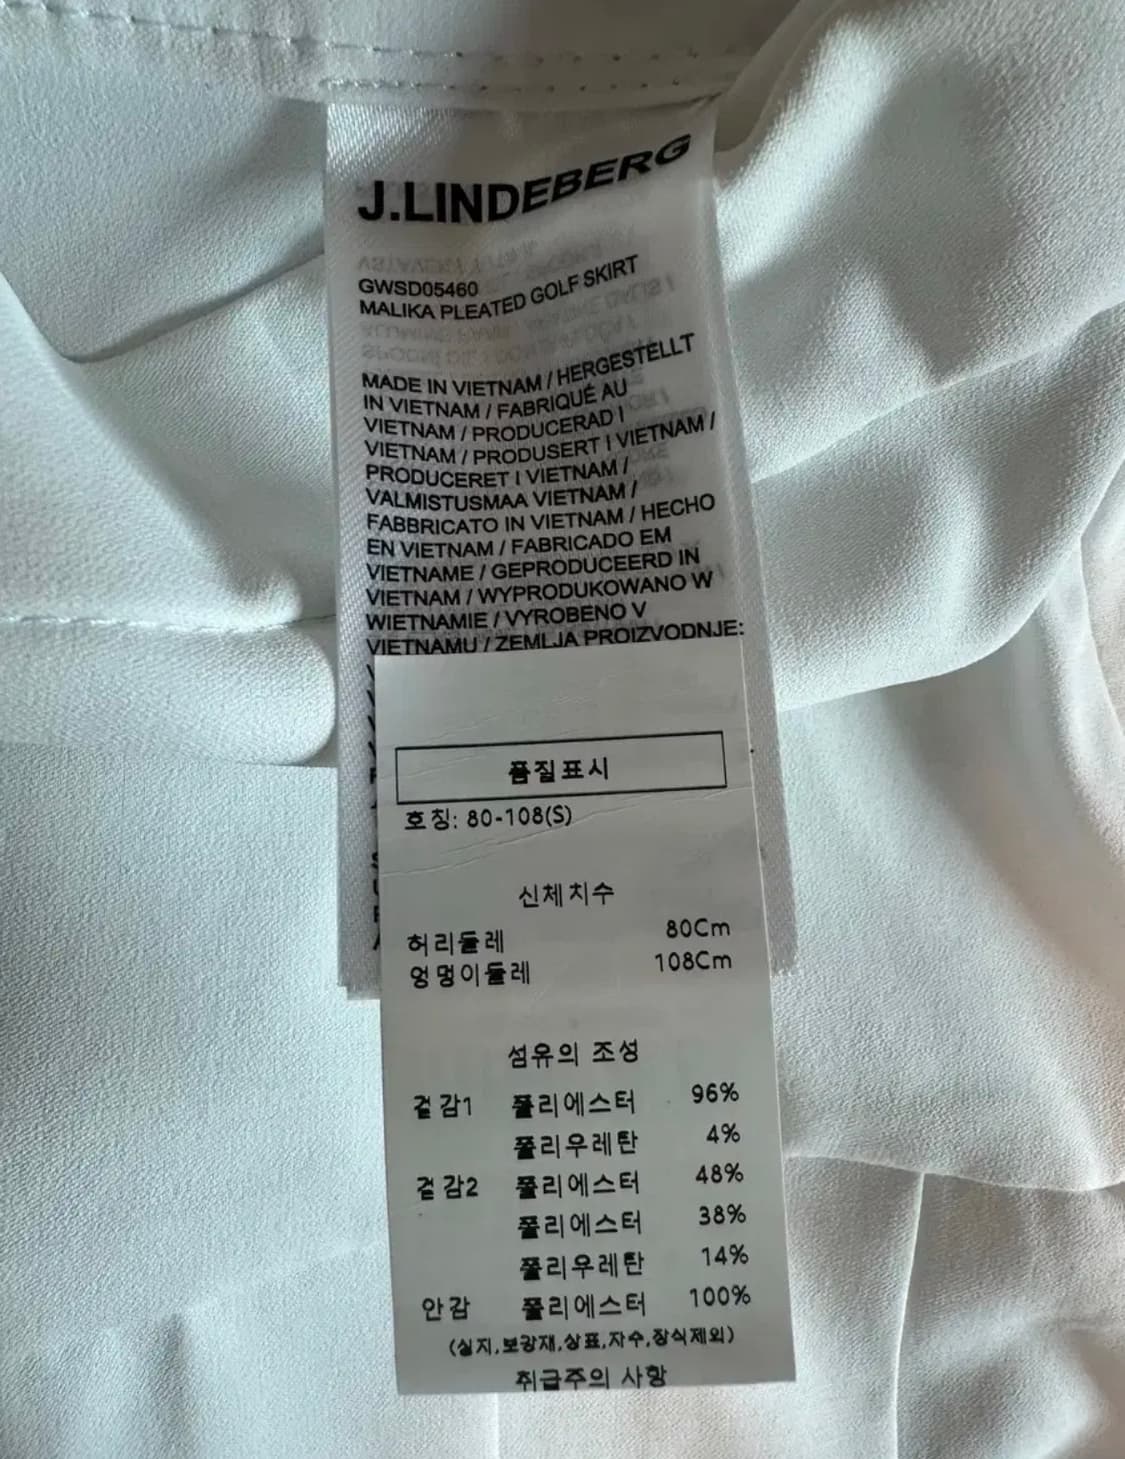 J.LINDEBERG
GWSD05460
MALIKA PLEATED GOLF SKIRT
MADE IN VIETNAM / HERGESTELLT
IN VIETNAM / FABRIQUÉ AU
VIETNAM / PRODUCERAD I
VIETNAM / PRODUSERT I VIETNAM /
PRODUCERET I VIETNAM /
VALMISTUSMAA VIETNAM /
FABBRICATO IN VIETNAM / HECHO
EN VIETNAM / FABRICADO EM
VIETNAME / GEPRODUCEERD IN
VIETNAM / WYPRODUKOWANO W
WIETNAMIE / VYROBENO V
VIETNAMU / ZEMLJA PROIZVODNJE:
품질표시
호칭: 80-108(S)
신체치수
허리둘레 80Cm
엉멍이둘레 108Cm
섬유의 조성
겉감1 폴리에스터 96%
폴리우레탄 4%
겉감2 폴리에스터 48%
폴리에스터 38%
폴리우레탄 14%
안감 폴리에스터 100%
(심지,보강재,상표,자수,장식제외)
취급주의 사항